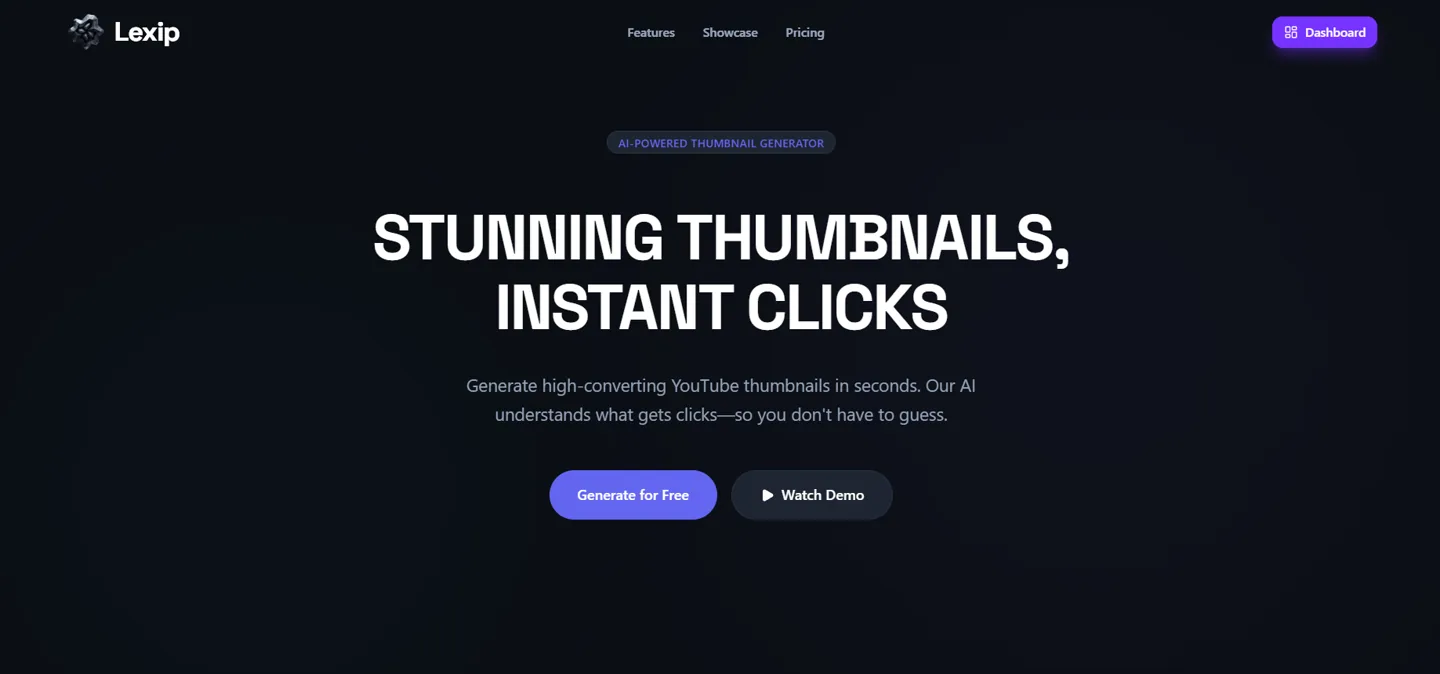 Lexip
Features
Showcase
Pricing
Dashboard
AI-POWERED THUMBNAIL GENERATOR
STUNNING THUMBNAILS,
INSTANT CLICKS
Generate high-converting YouTube thumbnails in seconds. Our AI
understands what gets clicks—so you don't have to guess.
Generate for Free
Watch Demo